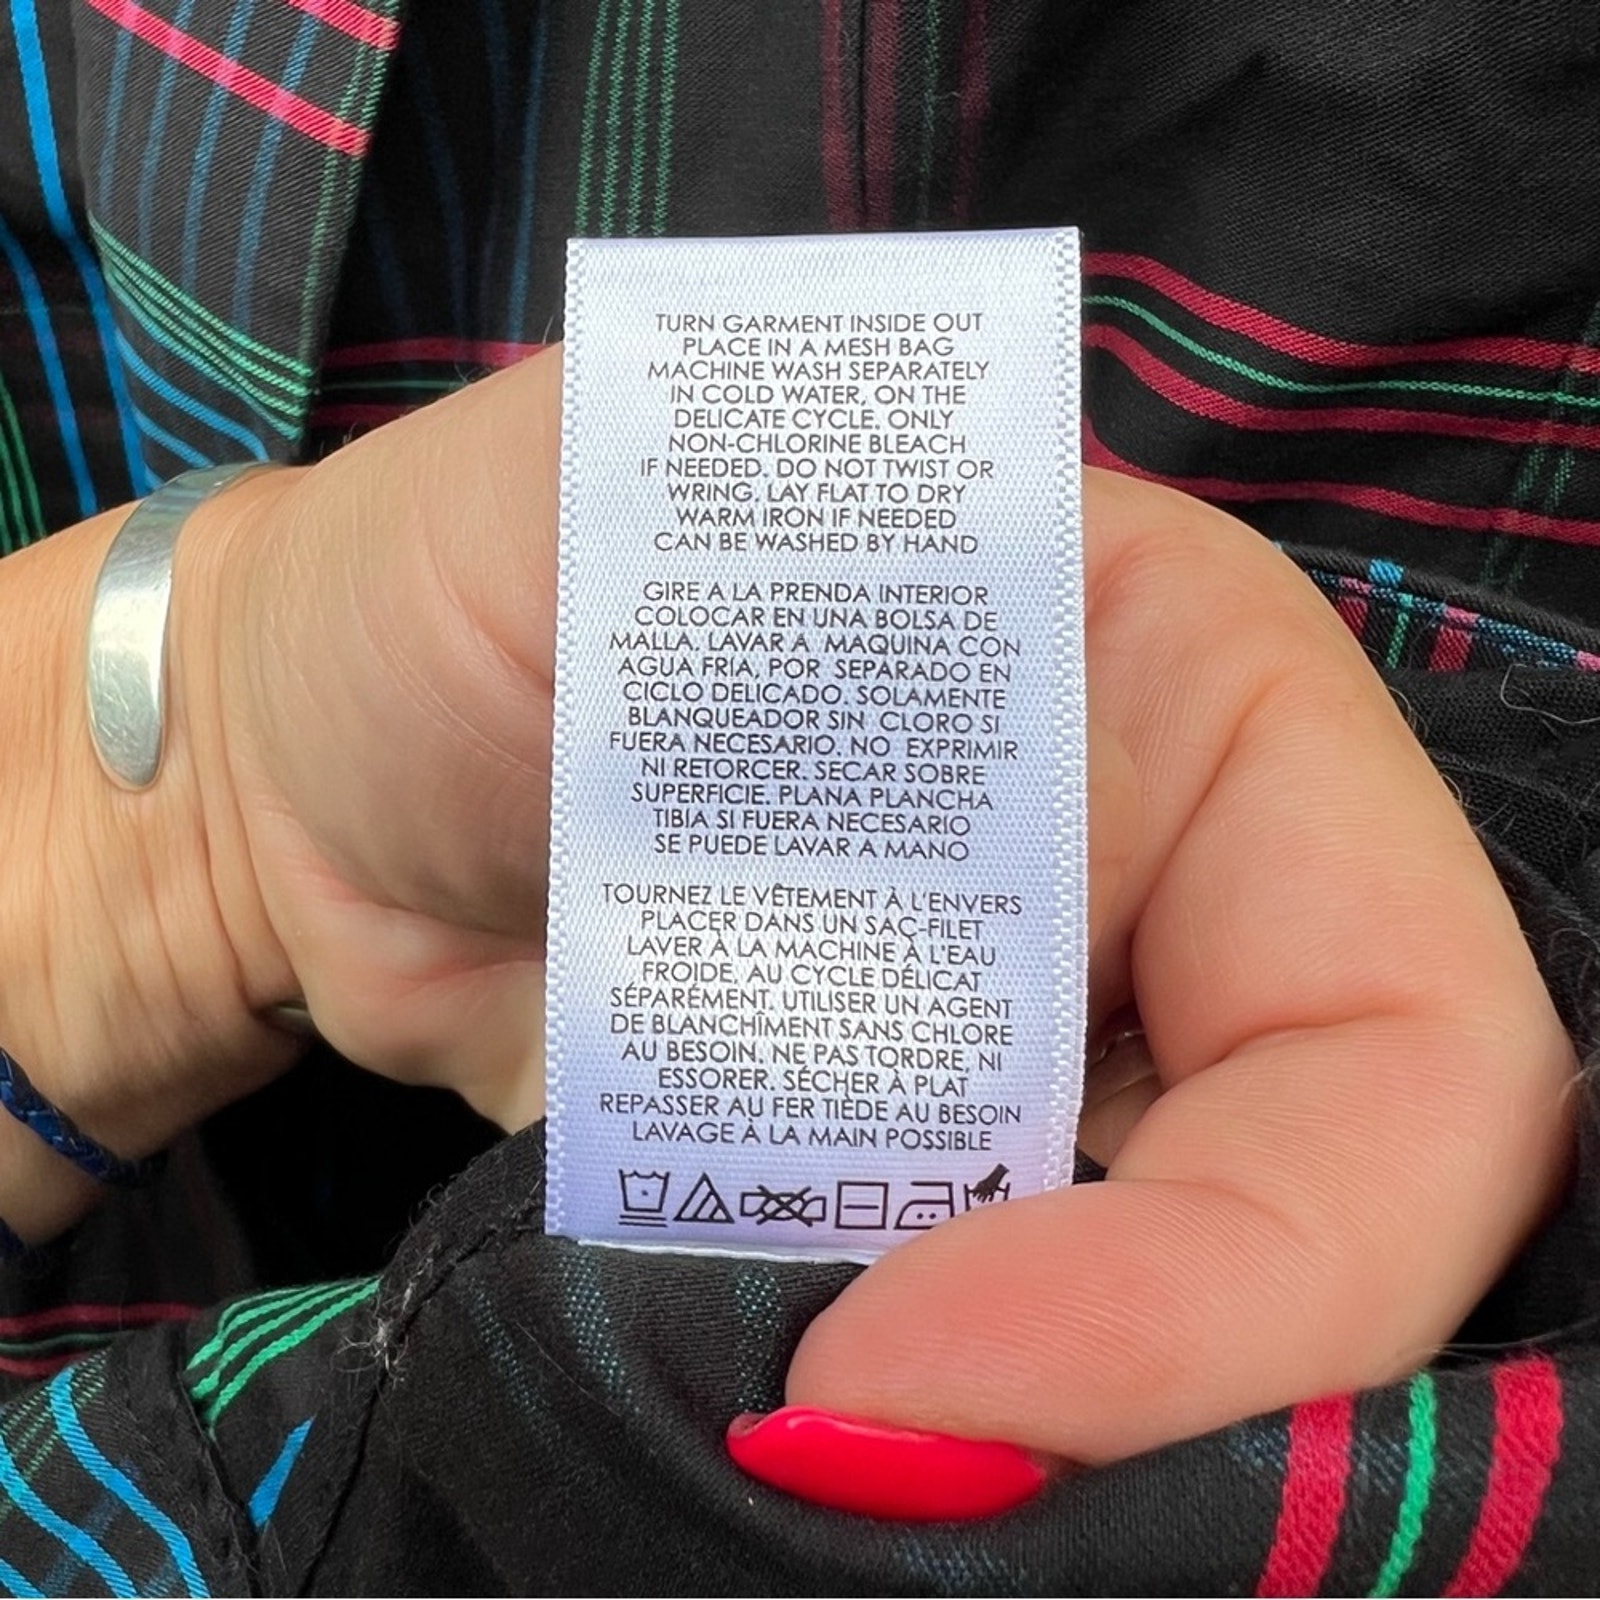 TURN GARMENT INSIDE OUT
PLACE IN A MESH BAG
MACHINE WASH SEPARATELY
IN COLD WATER, ON THE
DELICATE CYCLE. ONLY
NON-CHLORINE BLEACH
IF NEEDED. DO NOT TWIST OR
WRING. LAY FLAT TO DRY
WARM IRON IF NEEDED
CAN BE WASHED BY HAND
GIRE A LA PRENDA INTERIOR
COLOCAR EN UNA BOLSA DE
MALLA. LAVAR A MAQUINA CON
AGUA FRIA, POR SEPARADO EN
CICLO DELICADO. SOLAMENTE
BLANQUEADOR SIN CLORO SI
FUERA NECESARIO. NO EXPRIMIR
NI RETORCER. SECAR SOBRE
SUPERFICIE. PLANA PLANCHA
TIBIA SI FUERA NECESARIO
SE PUEDE LAVAR A MANO
TOURNEZ LE VÊTEMENT À L'ENVERS
PLACER DANS UN SAÇ-FILET
LAVER À LA MACHINE À L'EAU
FROIDE, AU CYCLE DÉLICAT
SÉPARÉMENT. UTILISER UN AGENT
DE BLANCHÎMENT SANS CHLORE
AU BESOIN. NE PAS TORDRE, NI
ESSORER. SÉCHER À PLAT
REPASSER AU FER TIÈDE AU BESOIN
LAVAGE À LA MAIN POSSIBLE